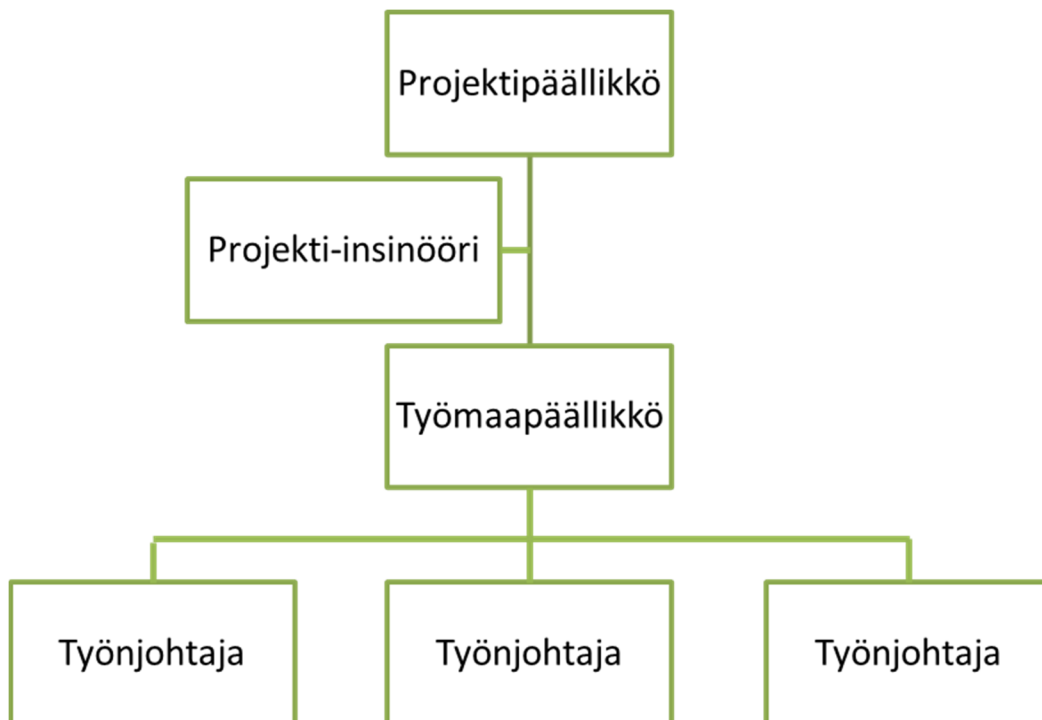 Projektipäällikkö
Projekti-insinööri
Työmaapäällikkö
Työnjohtaja
Työnjohtaja
Työnjohtaja